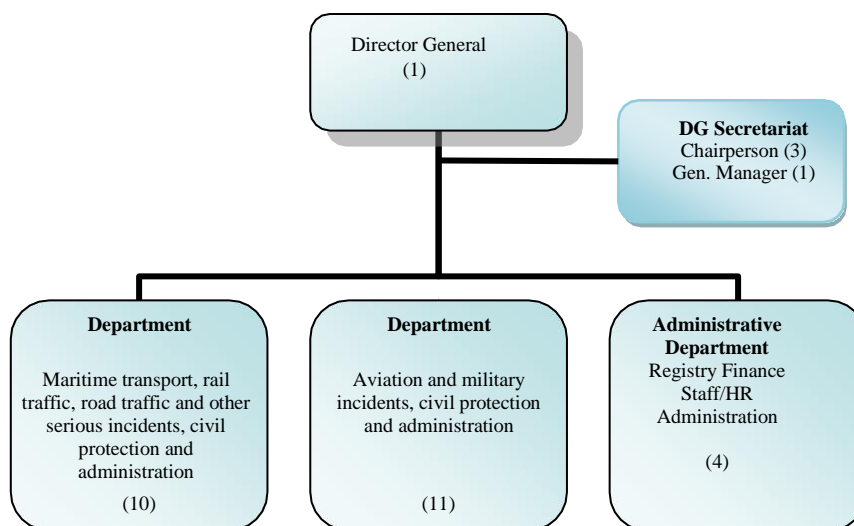 Director General
(1)
DG Secretariat
Chairperson (3)
Gen. Manager (1)
Department
Maritime transport, rail
traffic, road traffic and other
serious incidents, civil
protection and
administration
(10)
Department
Aviation and military
incidents, civil protection
and administration
(11)
Administrative
Department
Registry Finance
Staff/HR
Administration
(4)